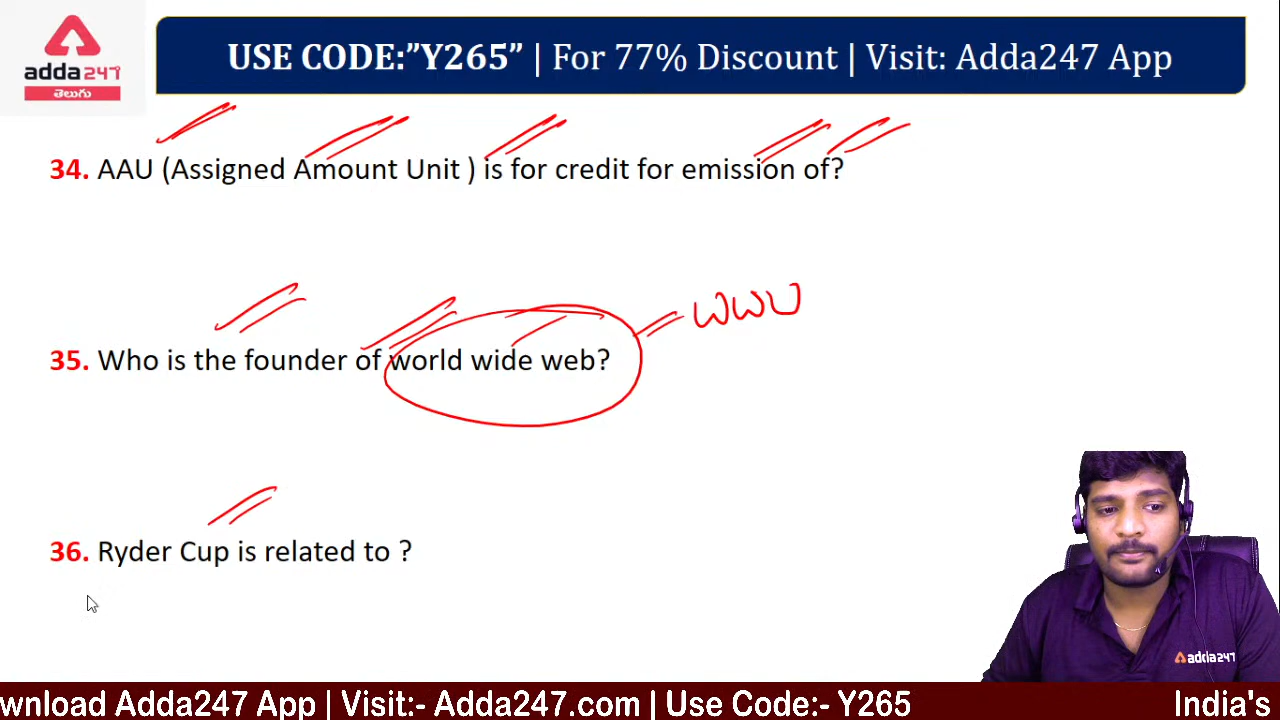 adda247
తెలుగు
USE CODE:”Y265” | For 77% Discount | Visit: Adda247 App
34. AAU (Assigned Amount Unit ) is for credit for emission of?
WWW
35. Who is the founder of world wide web?
36. Ryder Cup is related to ?
adda247
wnload Adda247 App | Visit:- Adda247.com | Use Code:- Y265 India's